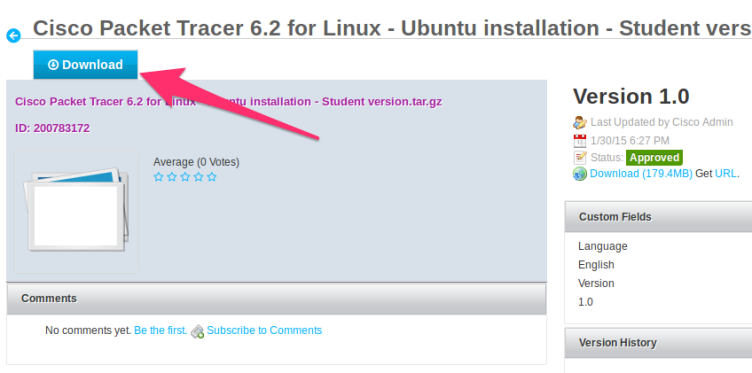 Cisco Packet Tracer 6.2 for Linux - Ubuntu installation - Student vers
Download
Cisco Packet Tracer 6.2 for Linux - Ubuntu installation - Student version.tar.gz
ID: 200783172
Average (0 Votes)
Comments
No comments yet. Be the first. Subscribe to Comments
Version 1.0
Last Updated by Cisco Admin
1/30/15 6:27 PM
Status: Approved
Download (179.4MB) Get URL.
Custom Fields
Language
English
Version
1.0
Version History